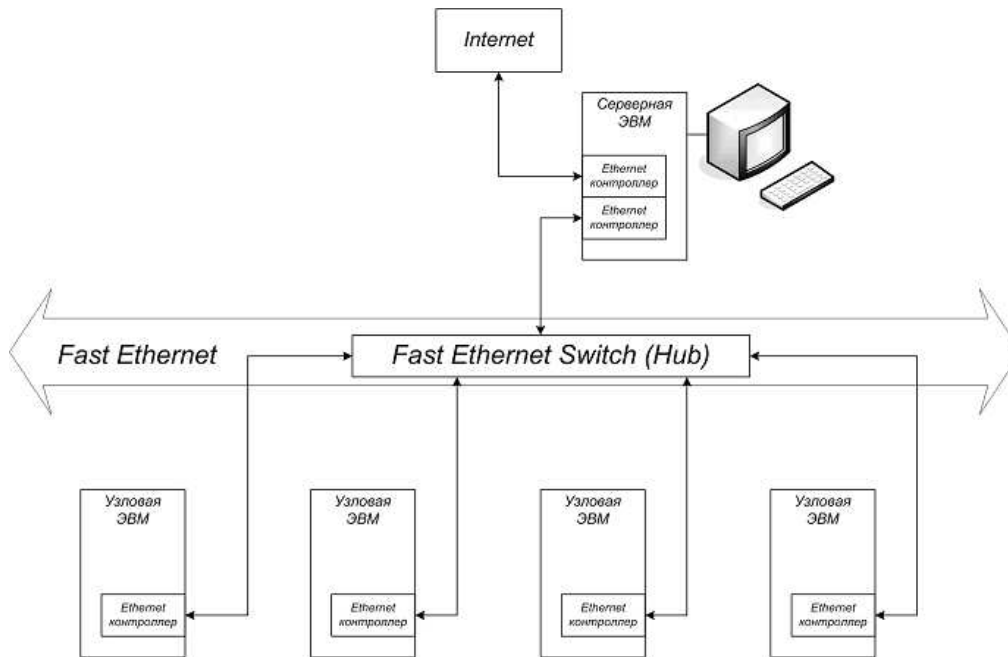 Internet
Серверная
ЭВМ
Ethernet
контроллер
Ethernet
контроллер
Fast Ethernet
Fast Ethernet Switch (Hub)
Узловая
ЭВМ
Ethernet
контроллер
Узловая
ЭВМ
Ethernet
контроллер
Узловая
ЭВМ
Ethernet
контроллер
Узловая
ЭВМ
Ethernet
контроллер